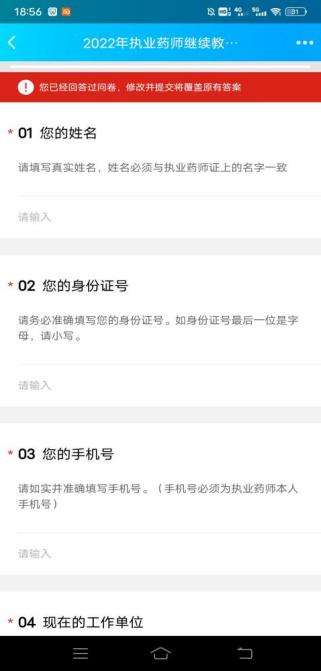 18:56
2022年执业药师继续教…
您已经回答过问卷，修改并提交将覆盖原有答案
* 01 您的姓名
请填写真实姓名，姓名必须与执业药师证上的名字一致
请输入
* 02 您的身份证号
请务必准确填写您的身份证号。如身份证号最后一位是字
母，请小写。
请输入
* 03 您的手机号
请如实并准确填写手机号。（手机号必须为执业药师本人
手机号）
请输入
* 04 现在的工作单位